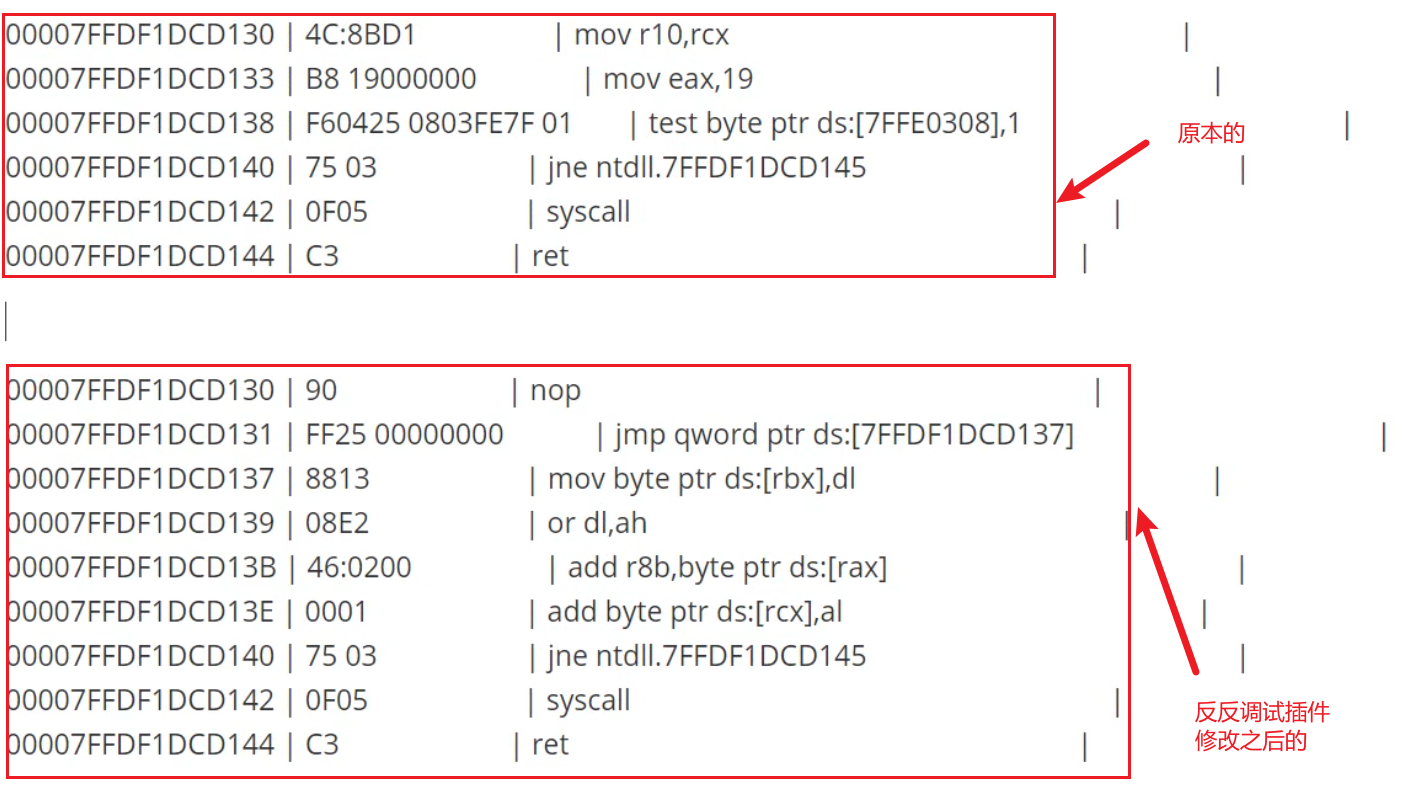 00007FFDF1DCD130 | 4C:8BD1 | mov r10,rcx |
00007FFDF1DCD133 | B8 19000000 | mov eax,19 |
00007FFDF1DCD138 | F60425 0803FE7F 01 | test byte ptr ds:[7FFE0308],1 |
原本的
00007FFDF1DCD140 | 75 03 | jne ntdll.7FFDF1DCD145 |
00007FFDF1DCD142 | 0F05 | syscall |
00007FFDF1DCD144 | C3 | ret |
|
00007FFDF1DCD130 | 90 | nop |
00007FFDF1DCD131 | FF25 00000000 | jmp qword ptr ds:[7FFDF1DCD137] |
00007FFDF1DCD137 | 8813 | mov byte ptr ds:[rbx],dl |
00007FFDF1DCD139 | 08E2 | or dl,ah |
00007FFDF1DCD13B | 46:0200 | add r8b,byte ptr ds:[rax] |
00007FFDF1DCD13E | 0001 | add byte ptr ds:[rcx],al |
00007FFDF1DCD140 | 75 03 | jne ntdll.7FFDF1DCD145 |
00007FFDF1DCD142 | 0F05 | syscall |
00007FFDF1DCD144 | C3 | ret |
反反调试插件
修改之后的